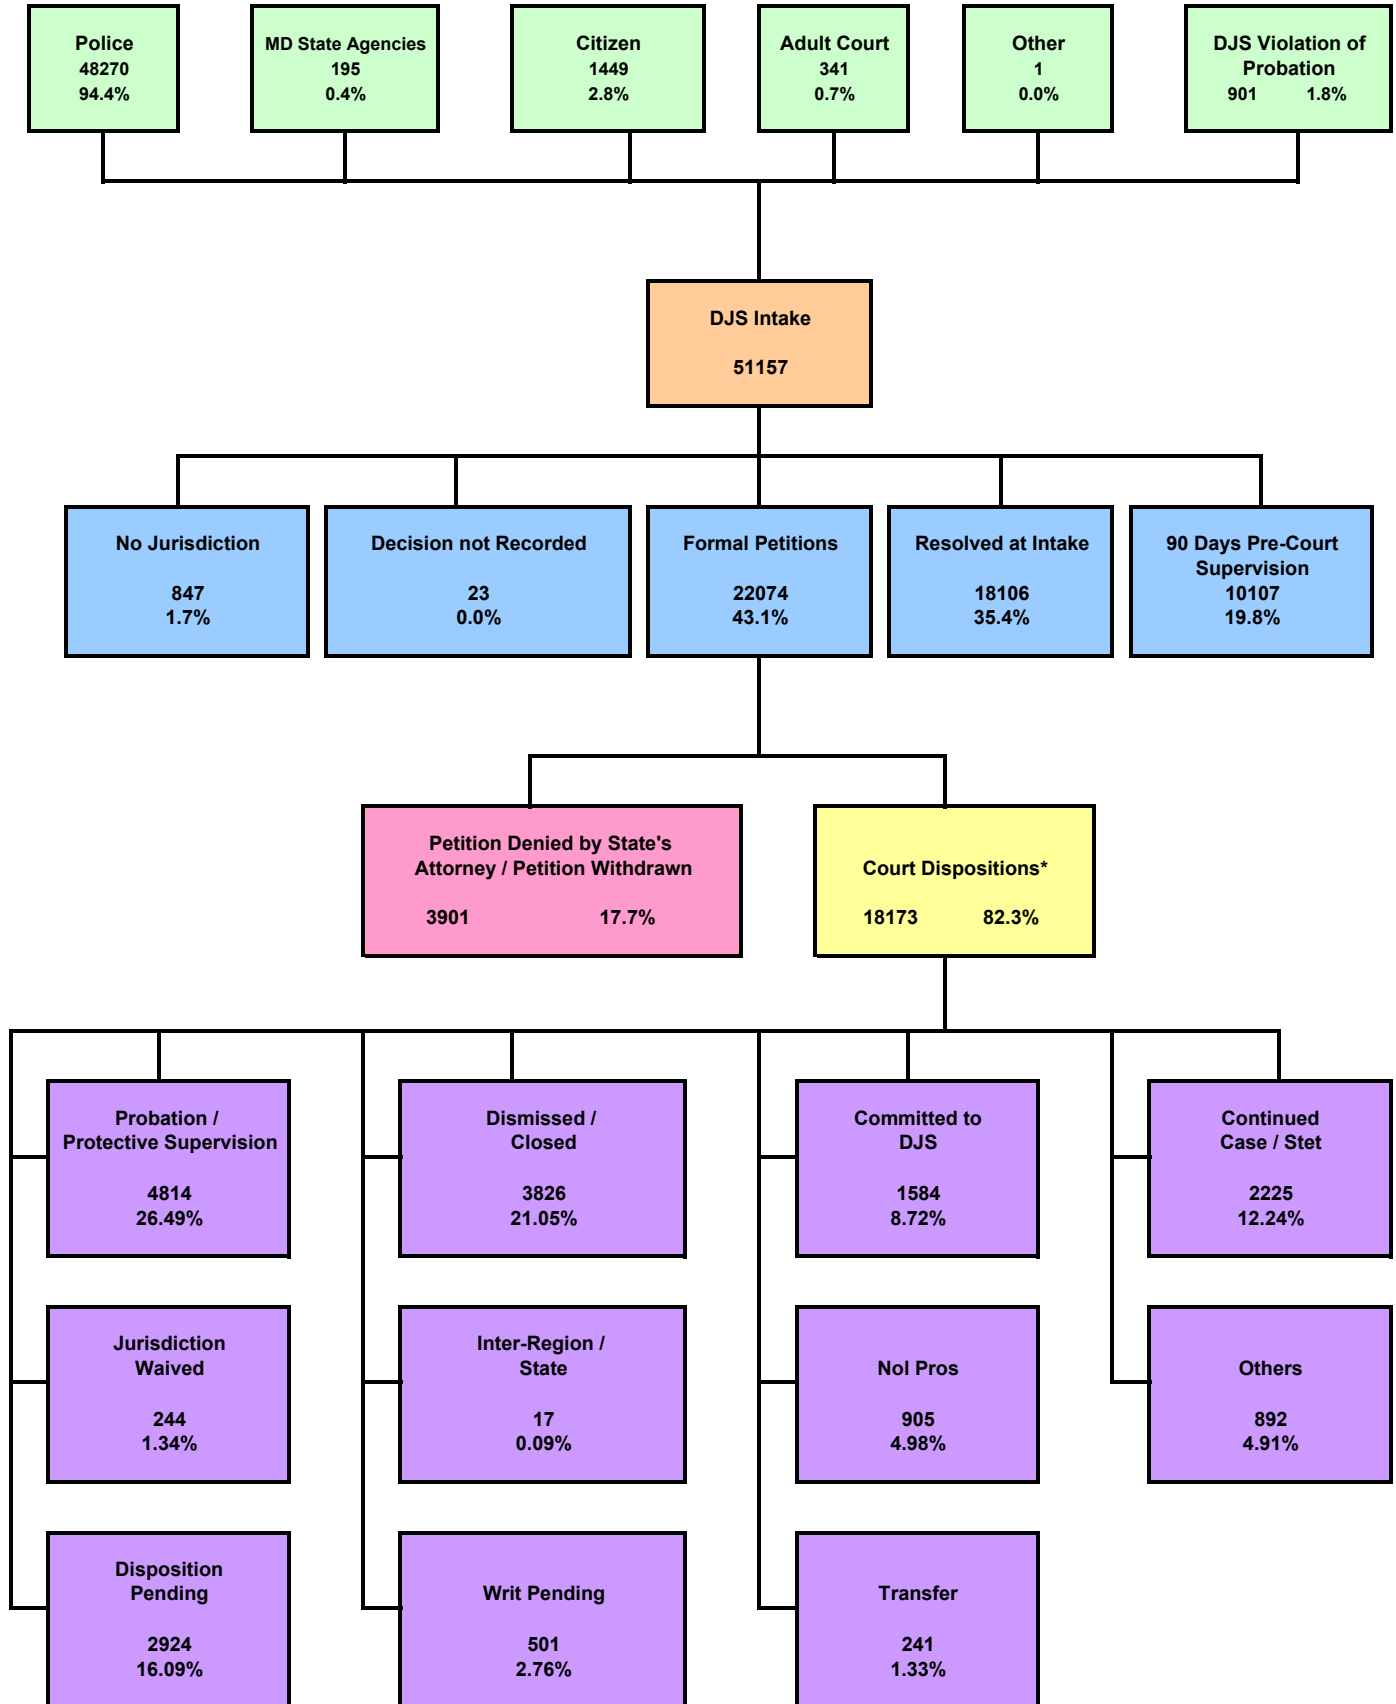 Police
48270
94.4%
MD State Agencies
195
0.4%
Citizen
1449
2.8%
Adult Court
341
0.7%
Other
1
0.0%
DJS Violation of
Probation
901 1.8%
DJS Intake
51157
No Jurisdiction
847
1.7%
Decision not Recorded
23
0.0%
Formal Petitions
22074
43.1%
Resolved at Intake
18106
35.4%
90 Days Pre-Court
Supervision
10107
19.8%
Petition Denied by State's
Attorney / Petition Withdrawn
3901 17.7%
Court Dispositions*
18173 82.3%
Probation /
Protective Supervision
4814
26.49%
Dismissed /
Closed
3826
21.05%
Committed to
DJS
1584
8.72%
Continued
Case / Stet
2225
12.24%
Jurisdiction
Waived
244
1.34%
Inter-Region /
State
17
0.09%
Nol Pros
905
4.98%
Others
892
4.91%
Disposition
Pending
2924
16.09%
Writ Pending
501
2.76%
Transfer
241
1.33%